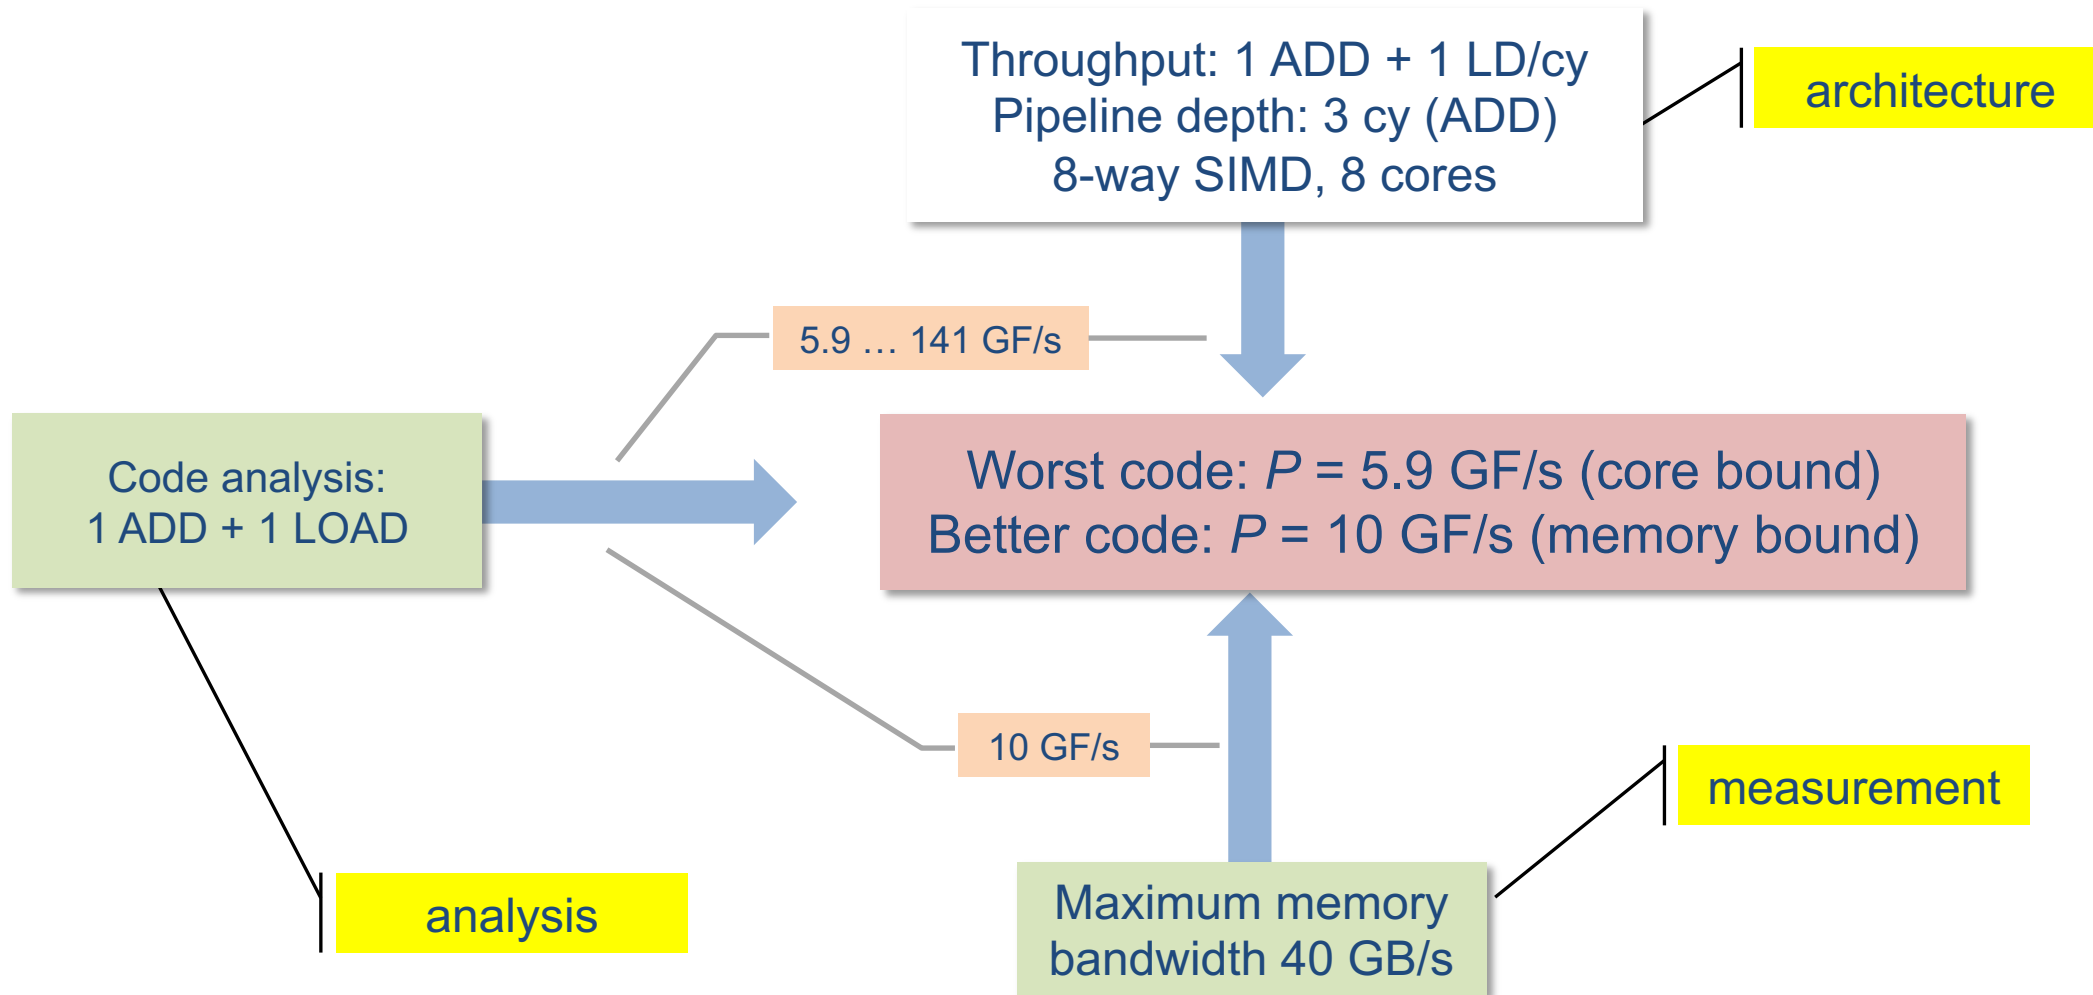 Throughput: 1 ADD + 1 LD/cy
Pipeline depth: 3 cy (ADD)
8-way SIMD, 8 cores
architecture
5.9 … 141 GF/s
Code analysis:
1 ADD + 1 LOAD
Worst code: P = 5.9 GF/s (core bound)
Better code: P = 10 GF/s (memory bound)
10 GF/s
measurement
analysis
Maximum memory
bandwidth 40 GB/s